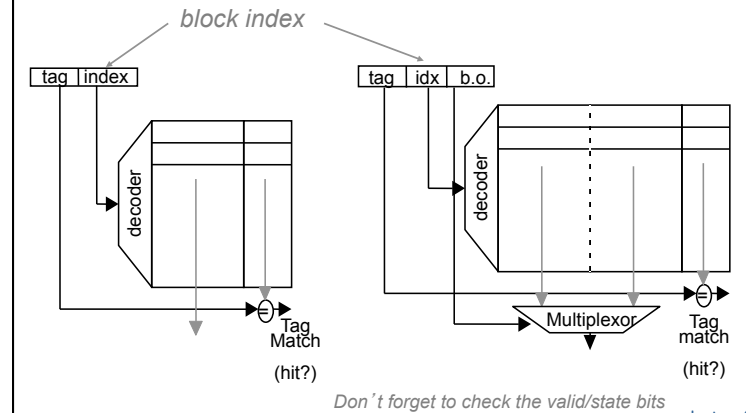 block index
tag index
tag idx b.o.
decoder
decoder
=
=
Multiplexor
Tag
Match
(hit?)
Tag
match
(hit?)
Don't forget to check the valid/state bits